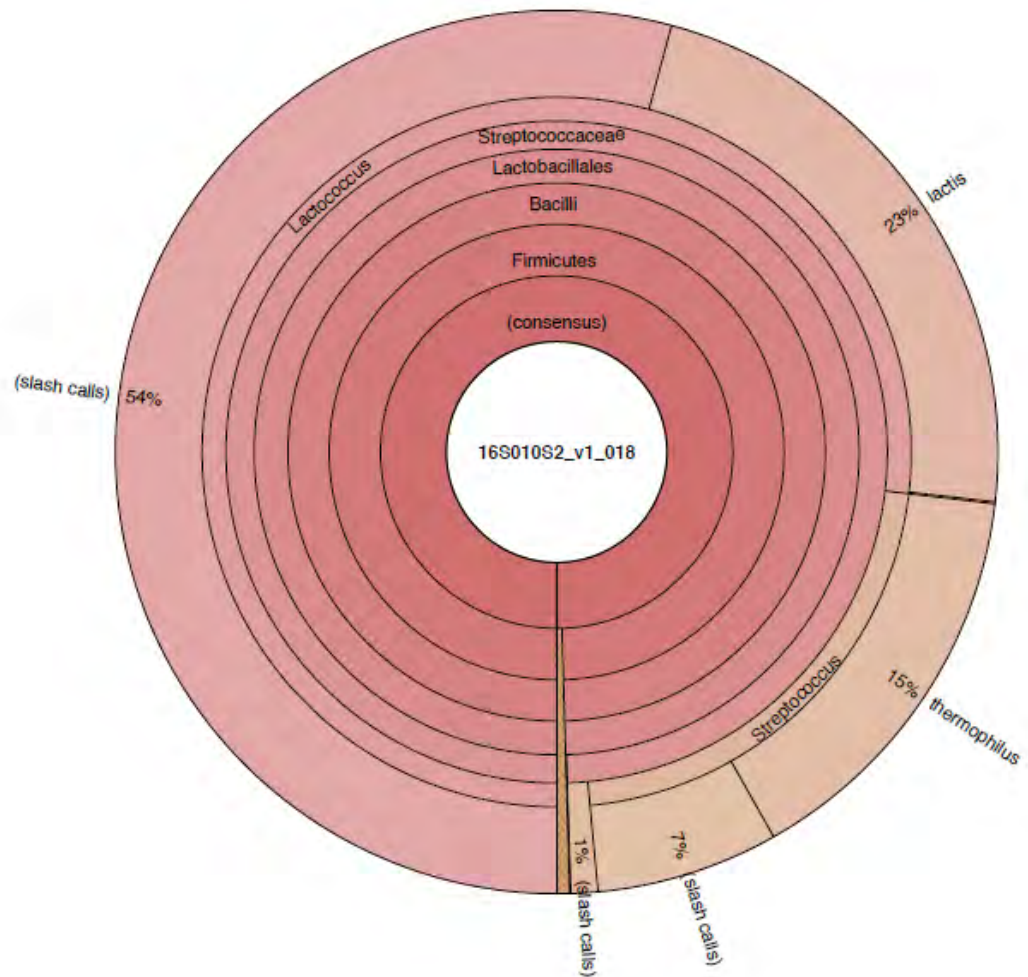 Streptococcaceae
Lactobacillales
Bacilli
Firmicutes
(consensus)
16S010S2_v1_018
Lactococcus
(slash calls) 54%
23% lactis
15% thermophilus
Streptococcus
7% (slash calls)
1% (slash calls)